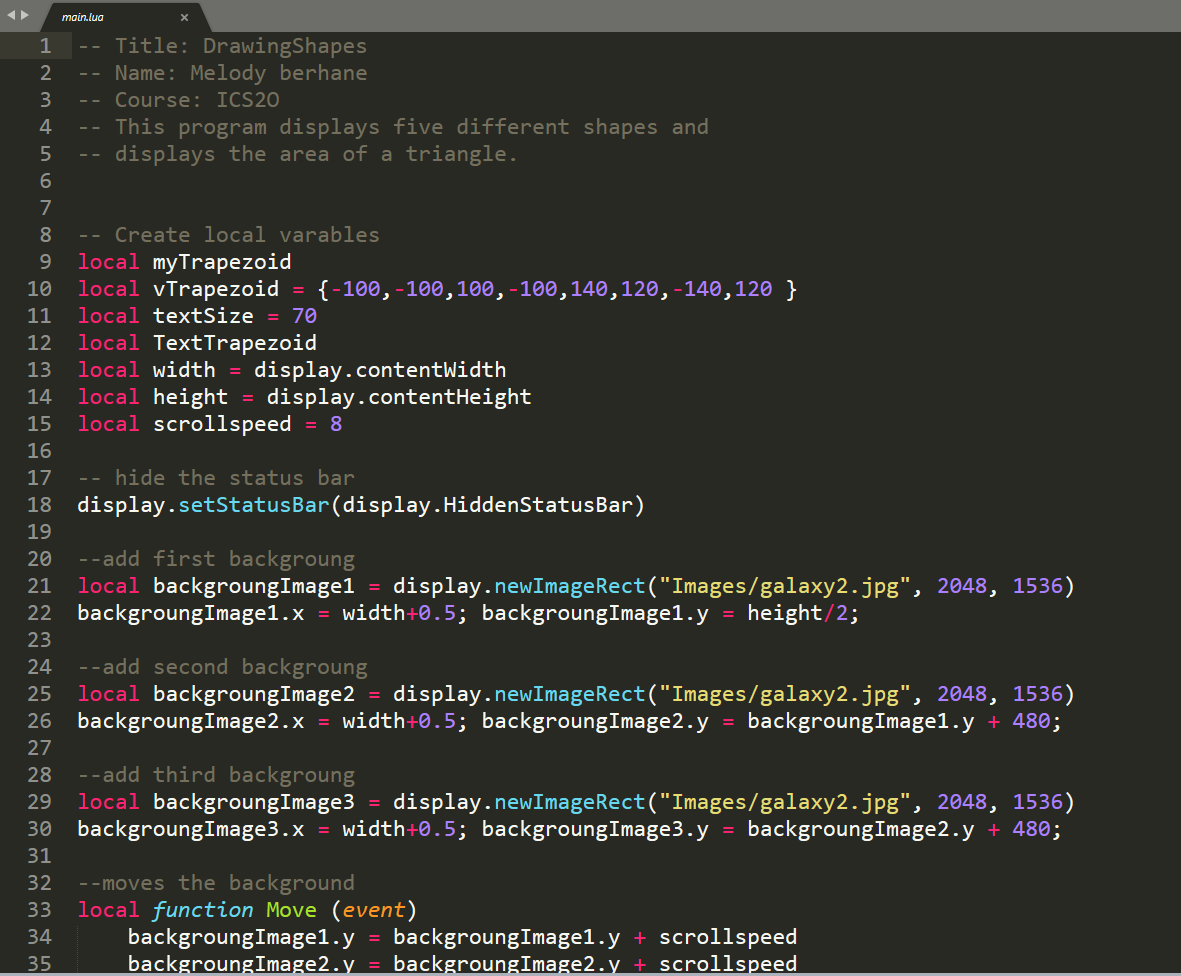 main.lua ×
1 -- Title: DrawingShapes
2 -- Name: Melody berhane
3 -- Course: ICS2O
4 -- This program displays five different shapes and
5 -- displays the area of a triangle.
6
7
8 -- Create local varables
9 local myTrapezoid
10 local vTrapezoid = {-100,-100,100,-100,140,120,-140,120 }
11 local textSize = 70
12 local TextTrapezoid
13 local width = display.contentWidth
14 local height = display.contentHeight
15 local scrollspeed = 8
16
17 -- hide the status bar
18 display.setStatusBar(display.HiddenStatusBar)
19
20 --add first backgroung
21 local backgroungImage1 = display.newImageRect("Images/galaxy2.jpg", 2048, 1536)
22 backgroungImage1.x = width+0.5; backgroungImage1.y = height/2;
23
24 --add second backgroung
25 local backgroungImage2 = display.newImageRect("Images/galaxy2.jpg", 2048, 1536)
26 backgroungImage2.x = width+0.5; backgroungImage2.y = backgroungImage1.y + 480;
27
28 --add third backgroung
29 local backgroungImage3 = display.newImageRect("Images/galaxy2.jpg", 2048, 1536)
30 backgroungImage3.x = width+0.5; backgroungImage3.y = backgroungImage2.y + 480;
31
32 --moves the background
33 local function Move (event)
34 backgroungImage1.y = backgroungImage1.y + scrollspeed
35 backgroungImage2.y = backgroungImage2.y + scrollspeed